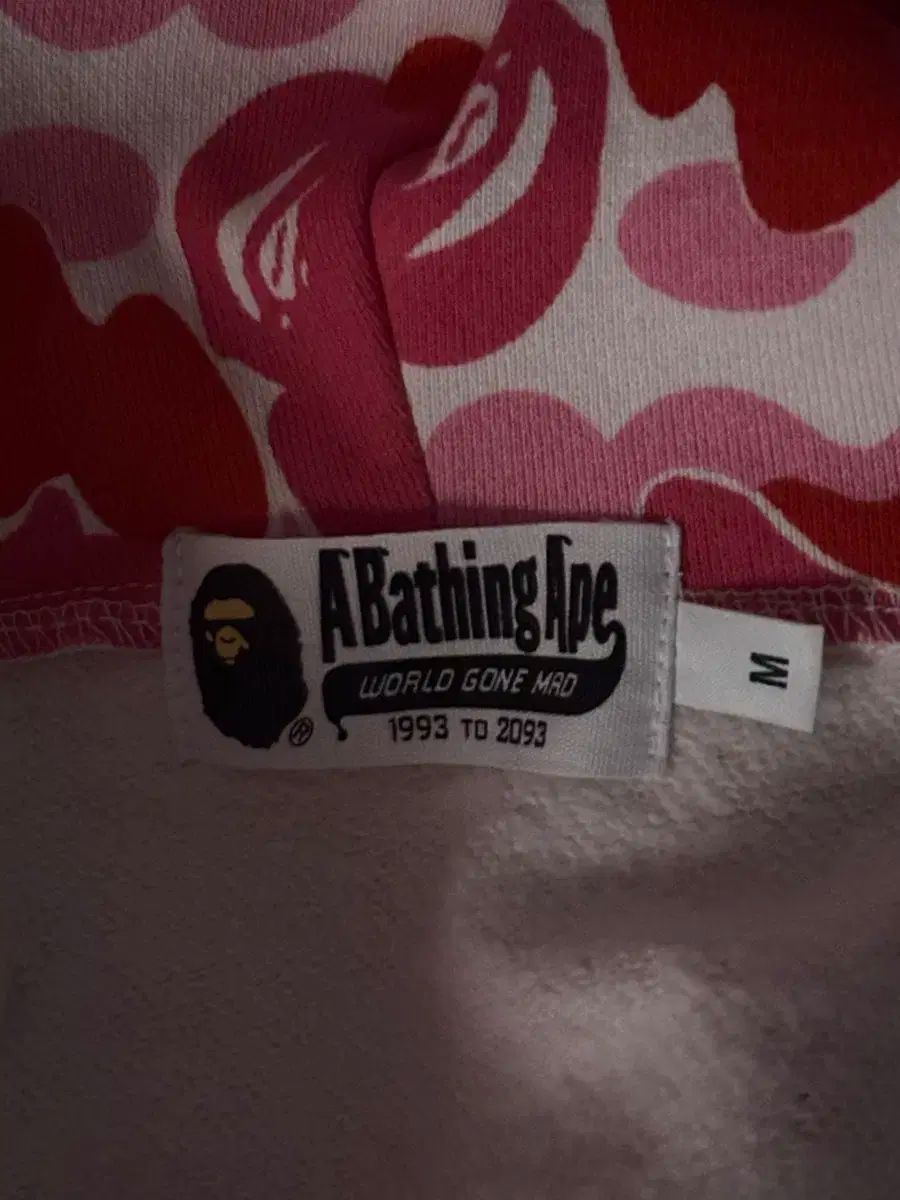 A Bathing Ape
WORLD GONE MAD
1993 TO 2093
®
M